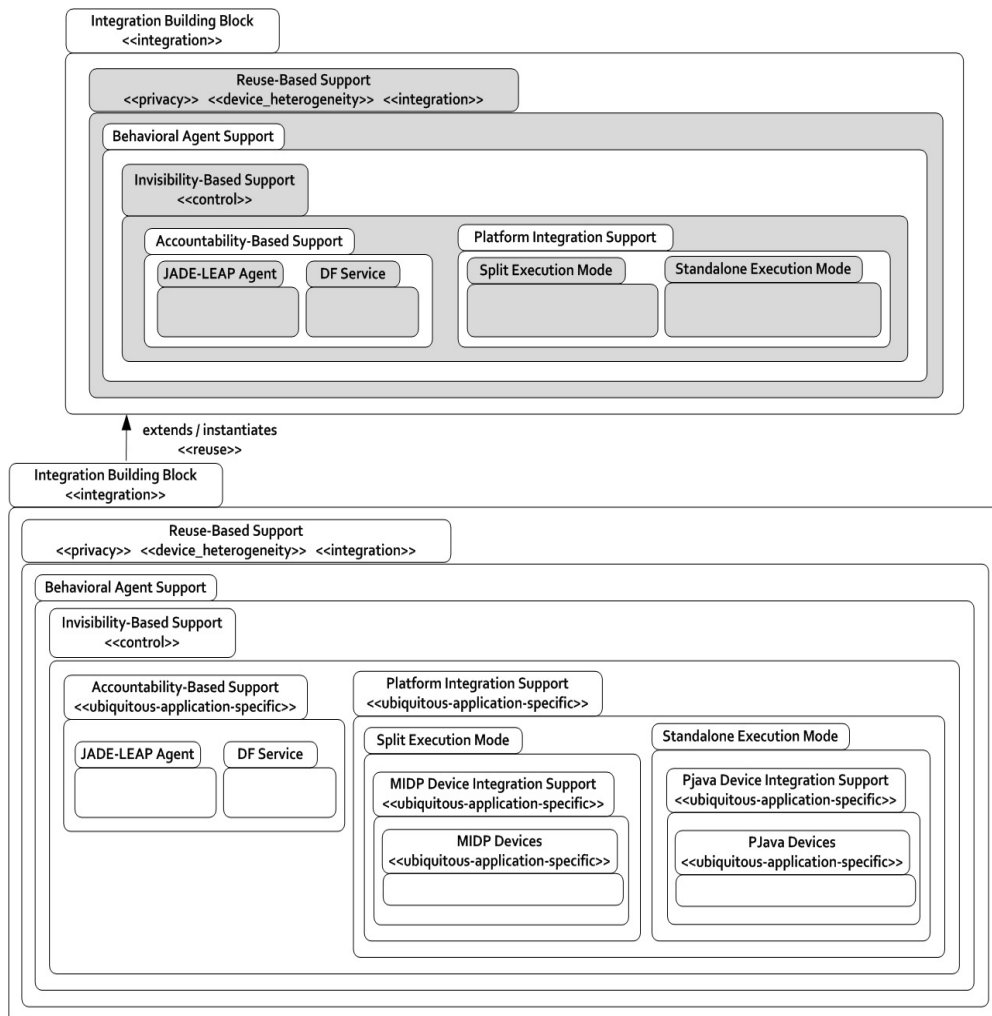 Integration Building Block
<<integration>>
Reuse-Based Support
<<privacy>> <<device_heterogeneity>> <<integration>>
Behavioral Agent Support
Invisibility-Based Support
<<control>>
Accountability-Based Support
Platform Integration Support
JADE-LEAP Agent
DF Service
Split Execution Mode
Standalone Execution Mode
extends / instantiates
<<reuse>>
Integration Building Block
<<integration>>
Reuse-Based Support
<<privacy>> <<device_heterogeneity>> <<integration>>
Behavioral Agent Support
Invisibility-Based Support
<<control>>
Accountability-Based Support
<<ubiquitous-application-specific>>
Platform Integration Support
<<ubiquitous-application-specific>>
JADE-LEAP Agent
DF Service
Split Execution Mode
Standalone Execution Mode
MIDP Device Integration Support
<<ubiquitous-application-specific>>
Pjava Device Integration Support
<<ubiquitous-application-specific>>
MIDP Devices
<<ubiquitous-application-specific>>
PJava Devices
<<ubiquitous-application-specific>>